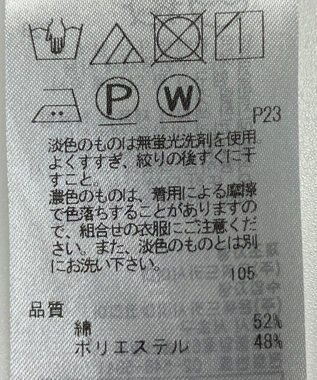 P W P23
淡色のものは無蛍光洗剤を使用
よくすすぎ、絞りの後すぐに干
すこと。
濃色のものは、着用による摩擦
で色落ちすることがありますの
で、組合せの衣服にご注意くだ
さい。また、淡色のものとは別
にお洗い下さい。
105
品質
綿 52%
ポリエステル 48%